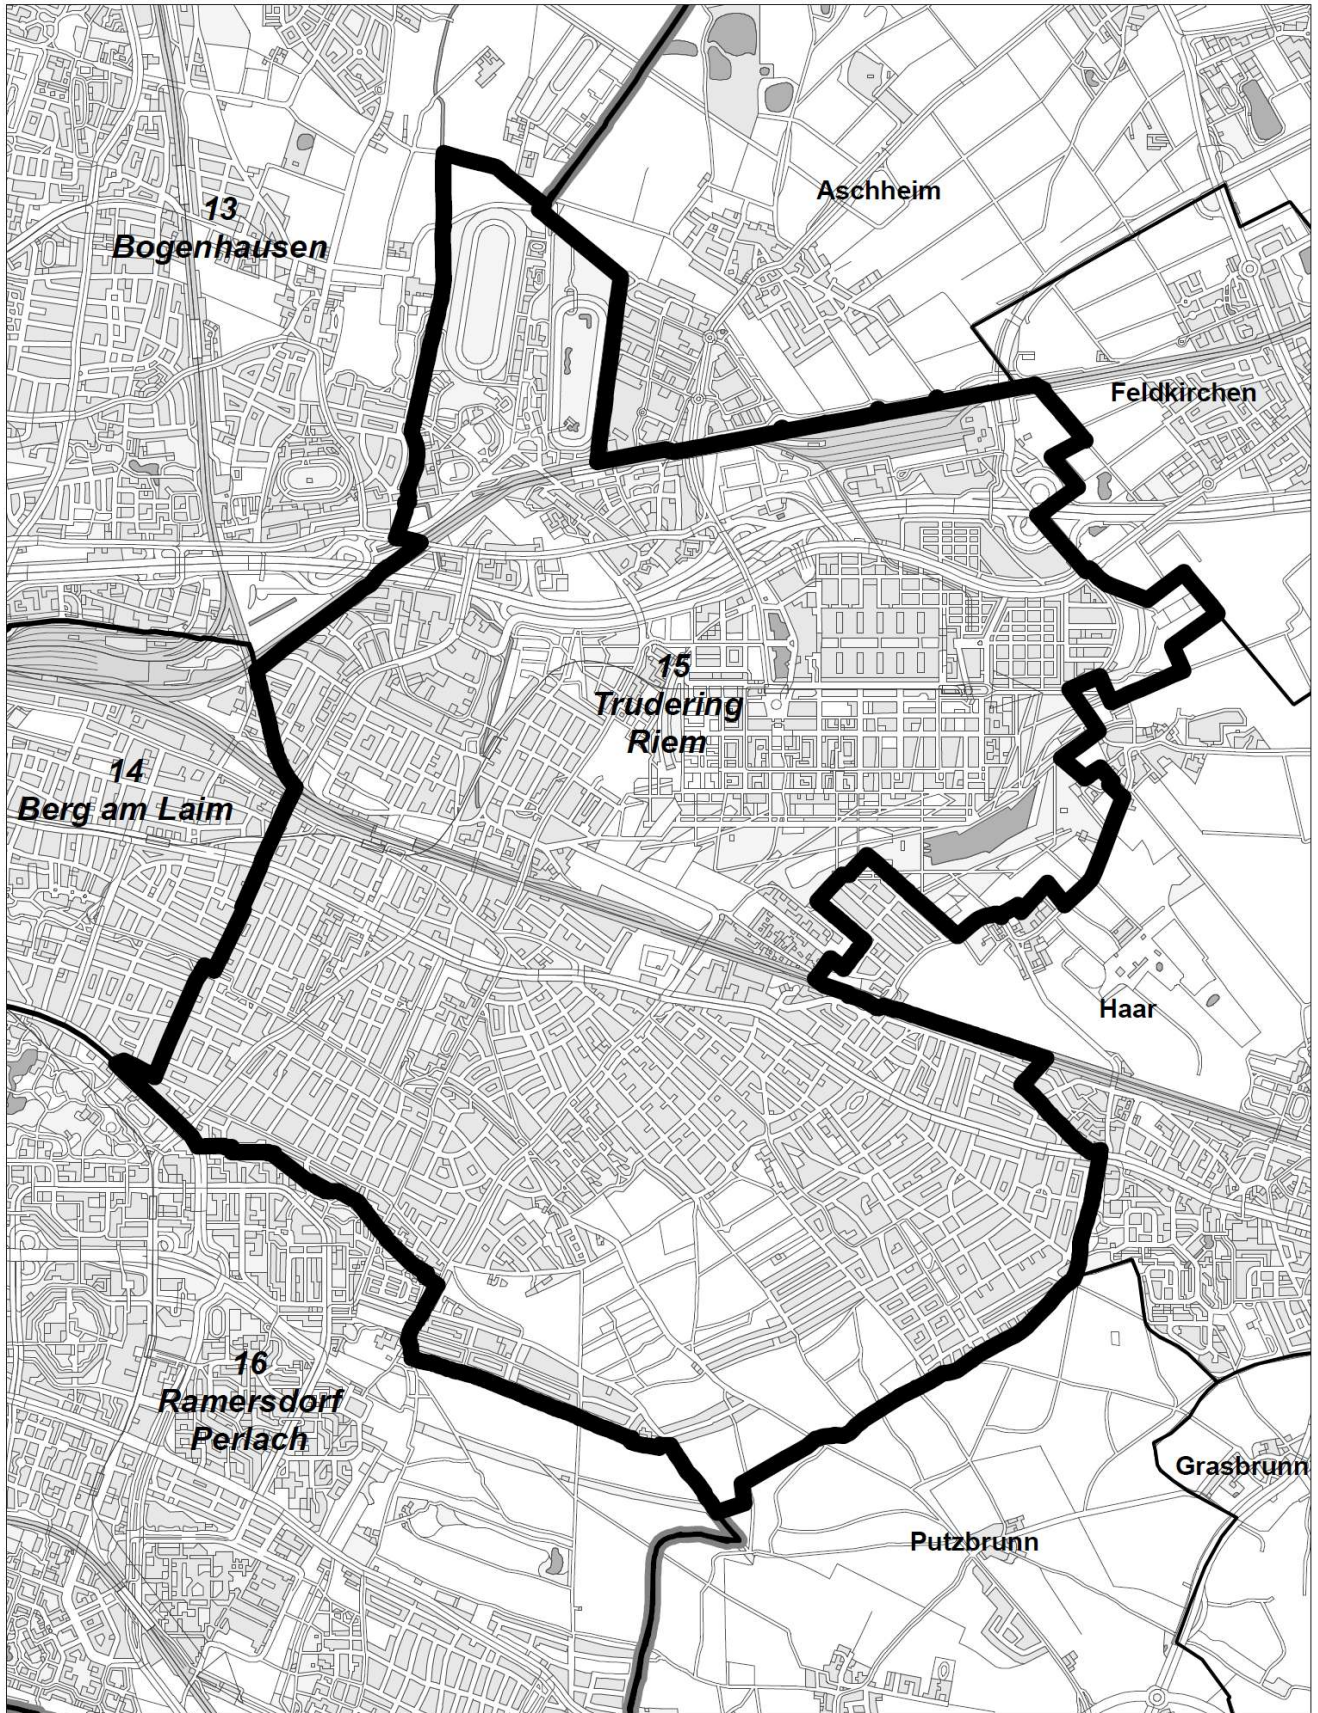 Aschheim
13
Bogenhausen
Feldkirchen
15
Trudering
Riem
14
Berg am Laim
Haar
16
Ramersdorf
Perlach
Grasbrunn
Putzbrunn